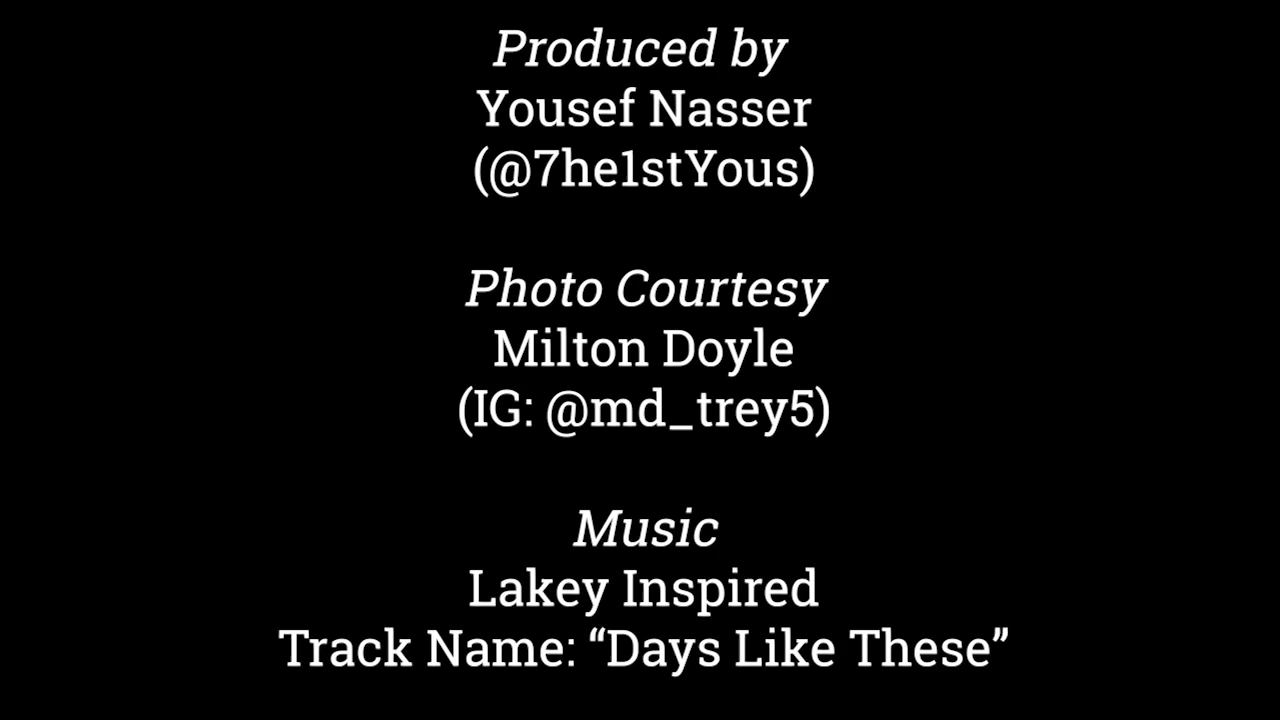 Produced by
Yousef Nasser
(@7he1stYous)
Photo Courtesy
Milton Doyle
(IG: @md_trey5)
Music
Lakey Inspired
Track Name: “Days Like These”